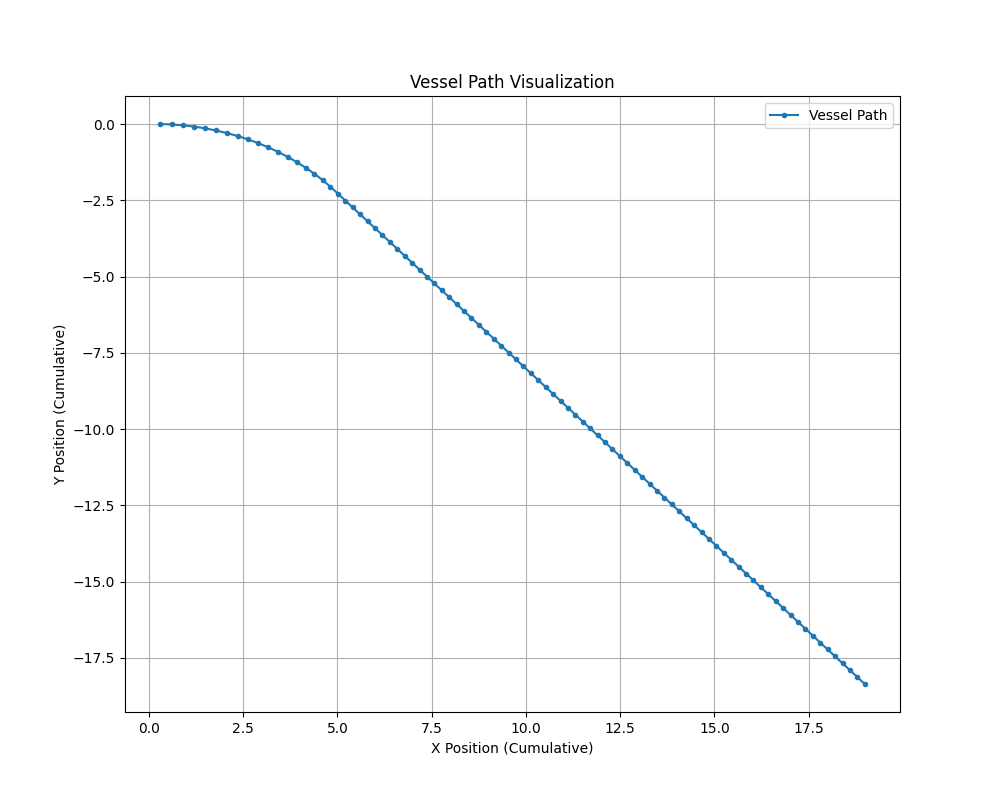 Vessel Path Visualization
Vessel Path
0.0
−2.5
−5.0
−7.5
−10.0
−12.5
−15.0
−17.5
Y Position (Cumulative)
0.0 2.5 5.0 7.5 10.0 12.5 15.0 17.5
X Position (Cumulative)